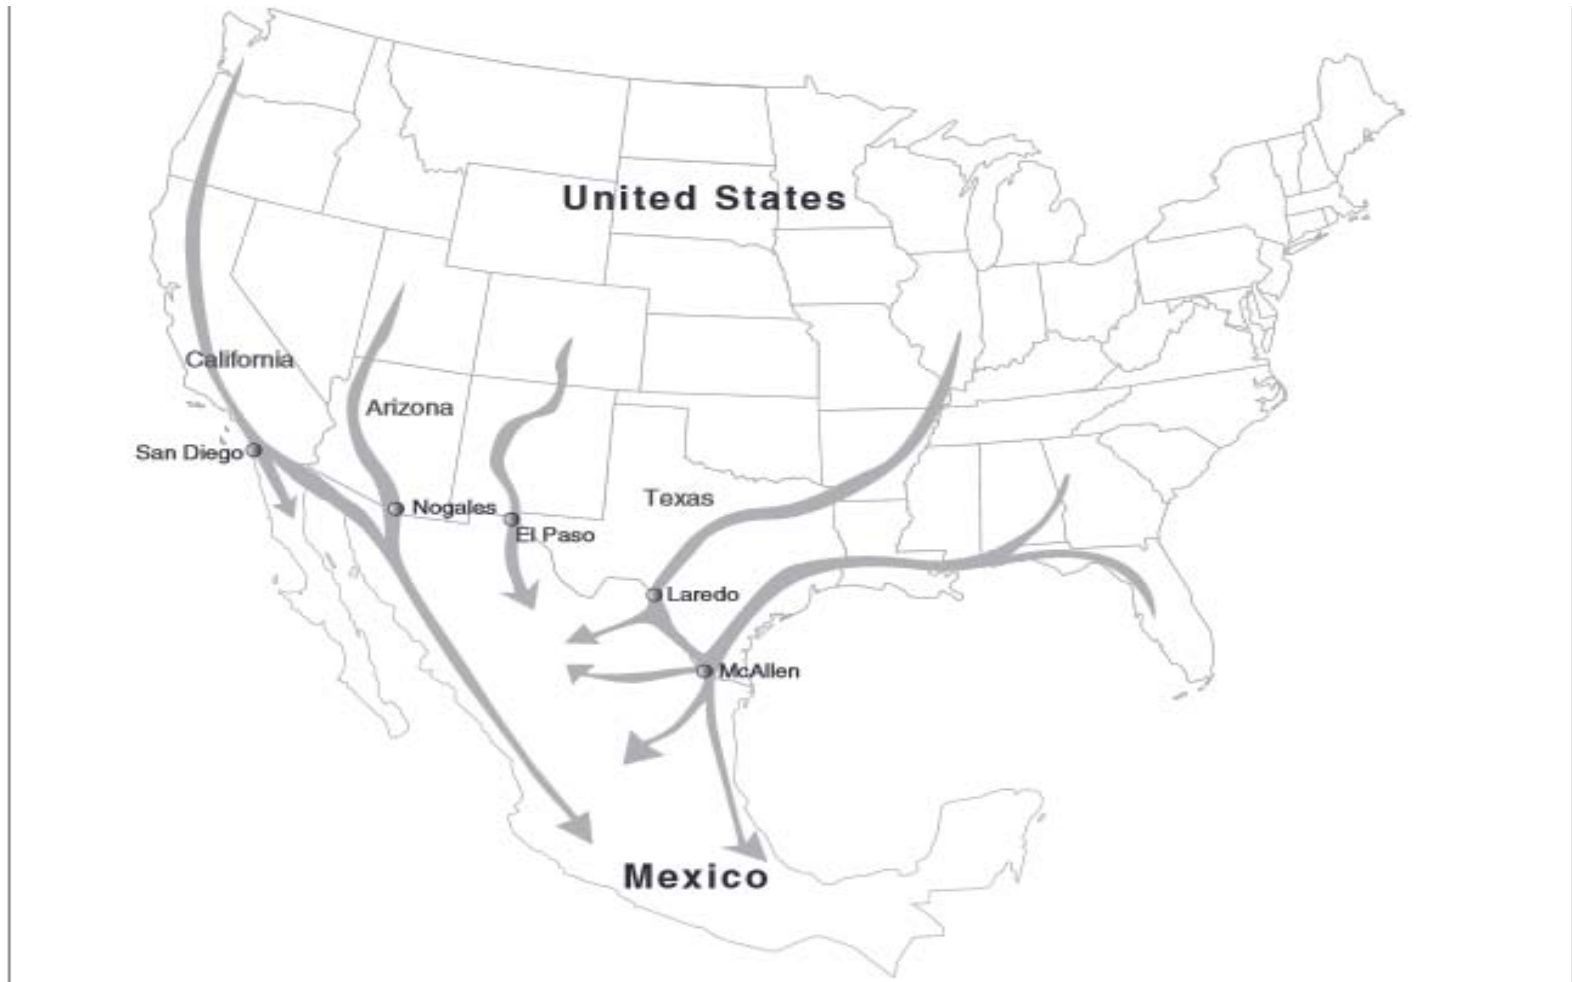 United States
California
Arizona
San Diego
Nogales
Texas
El Paso
Laredo
McAllen
Mexico